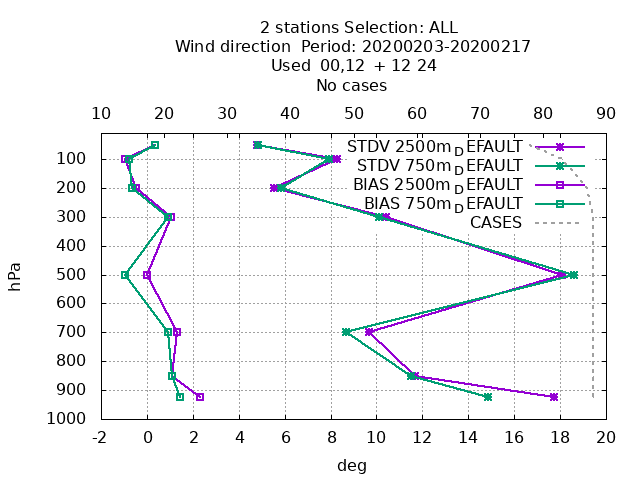 2 stations Selection: ALL
Wind direction  Period: 20200203-20200217
Used  00,12  + 12 24
No cases
10 20 30 40 50 60 70 80 90
STDV 2500m_DEFAULT
STDV 750m_DEFAULT
BIAS 2500m_DEFAULT
BIAS 750m_DEFAULT
CASES
hPa
100
200
300
400
500
600
700
800
900
1000
-2 0 2 4 6 8 10 12 14 16 18 20
deg